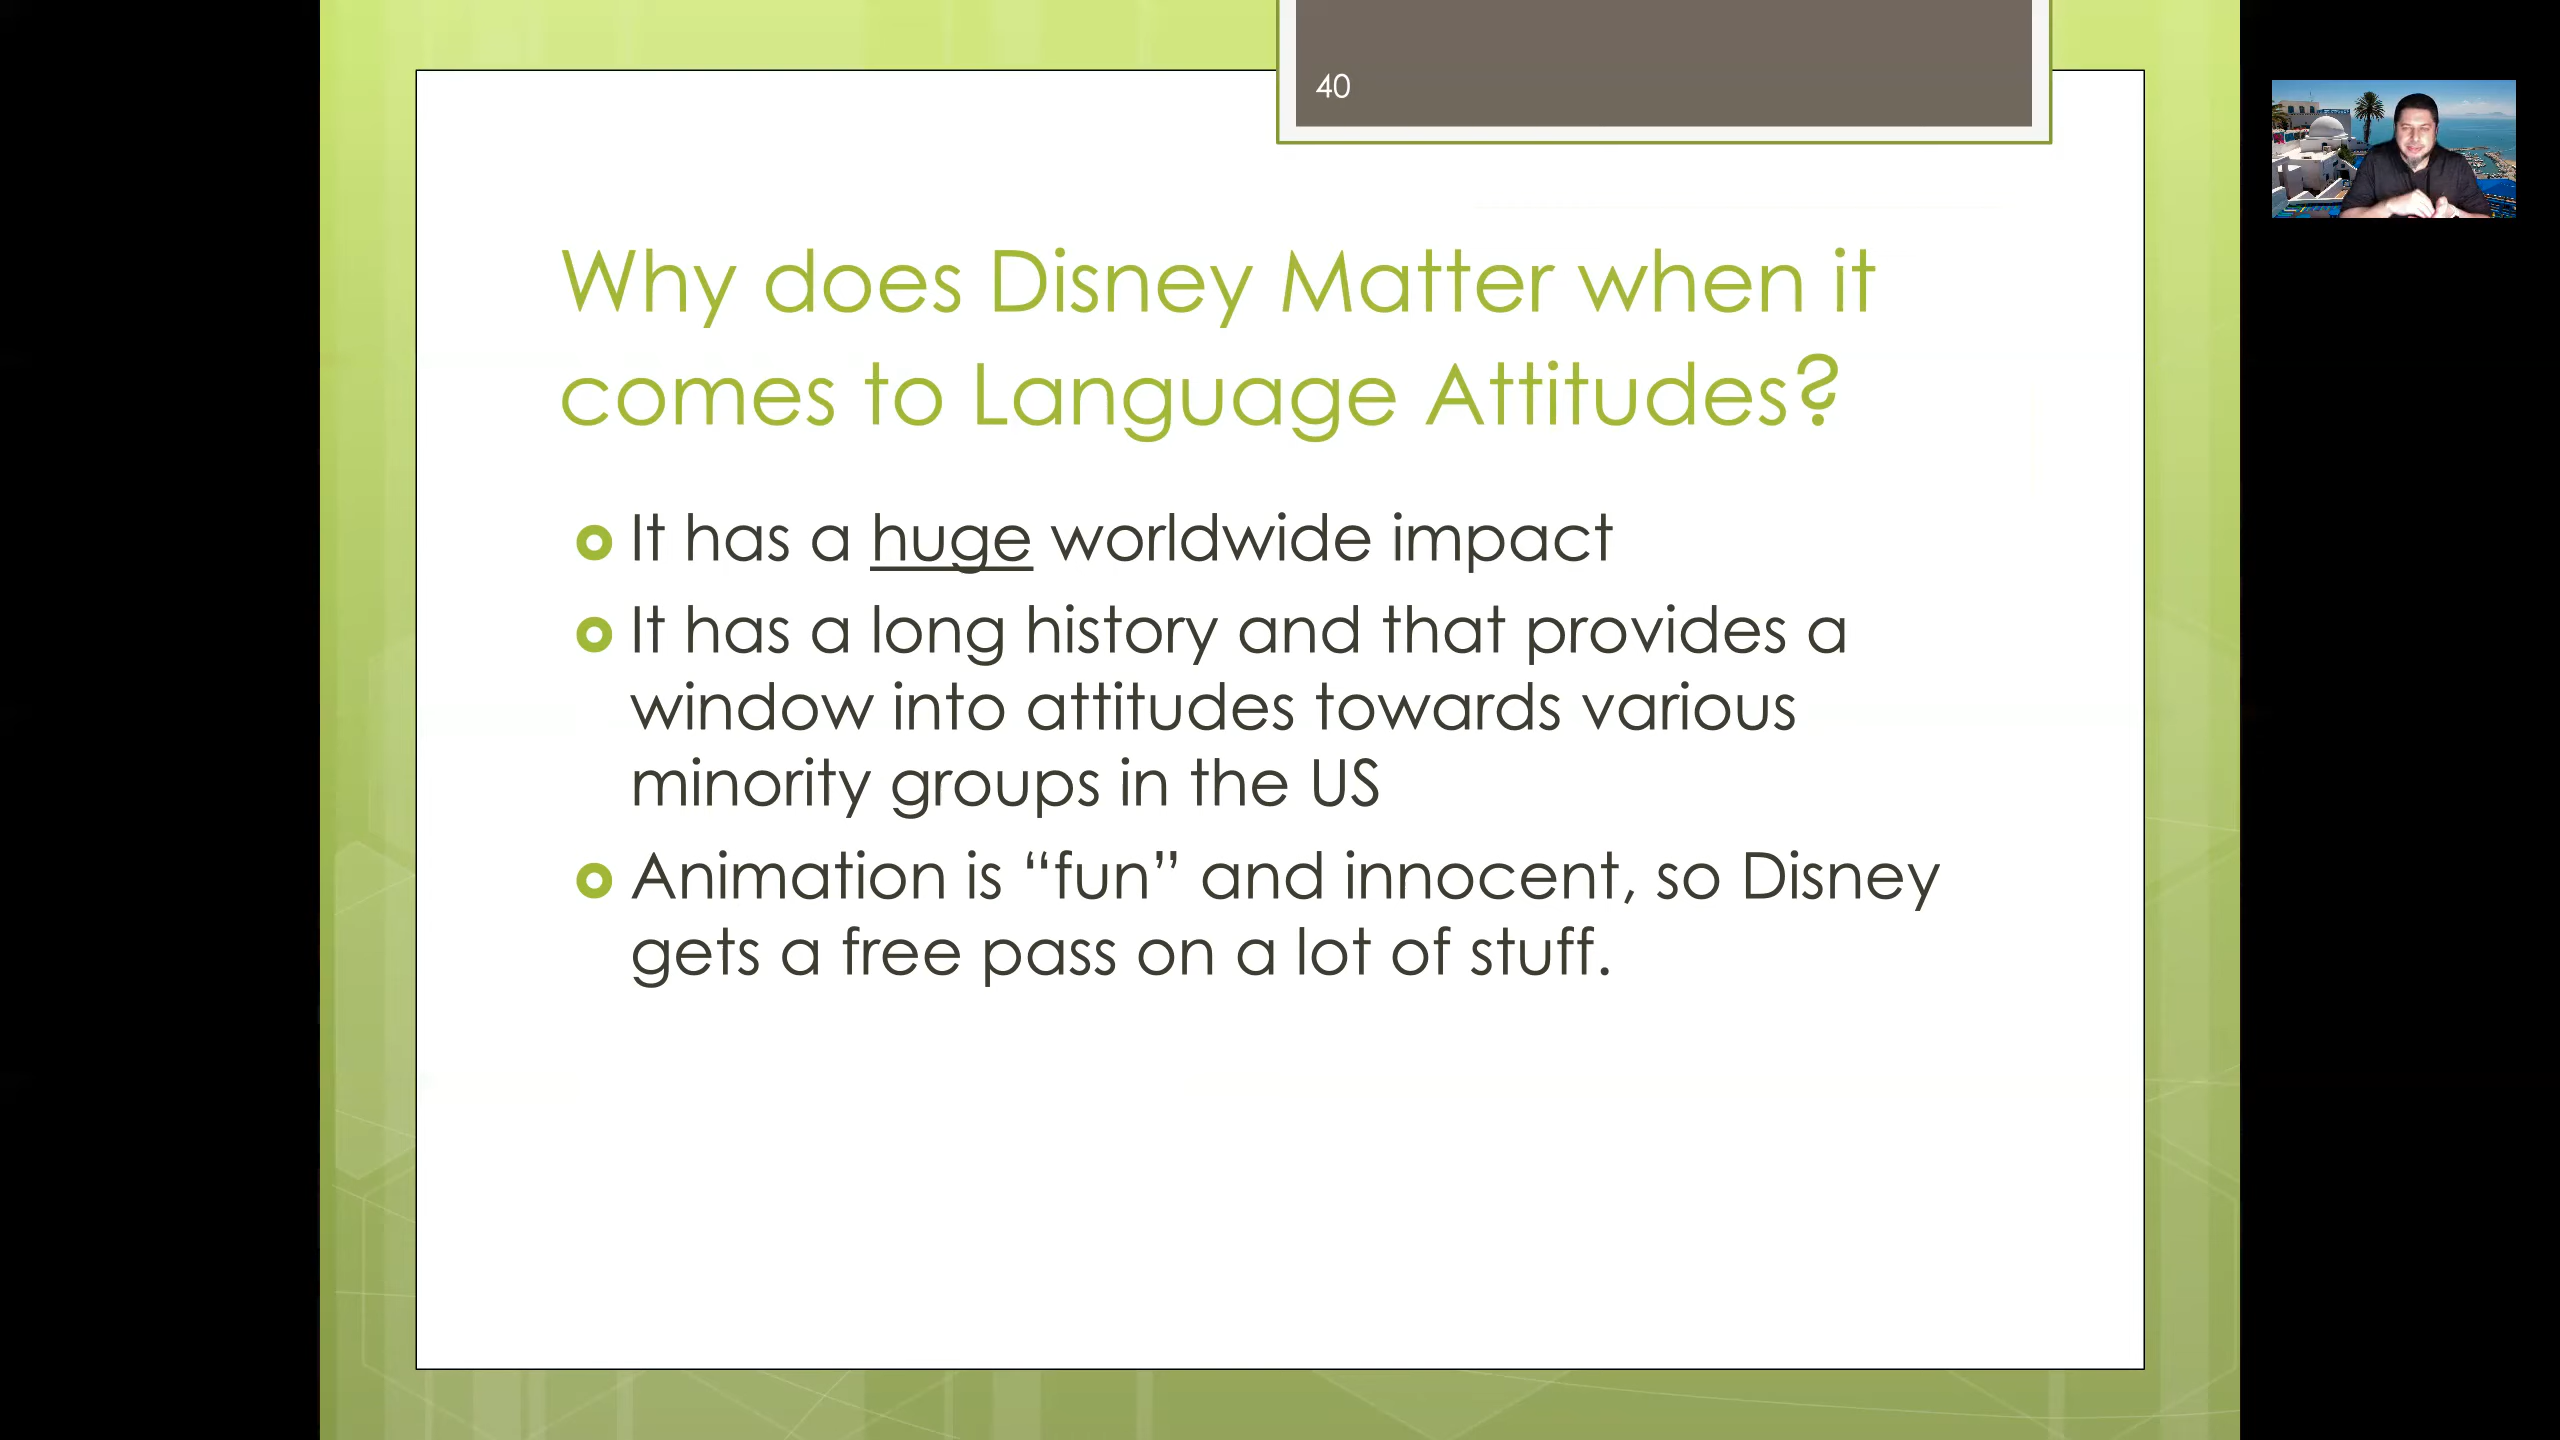 40
Why does Disney Matter when it
comes to Language Attitudes?
It has a huge worldwide impact
It has a long history and that provides a
window into attitudes towards various
minority groups in the US
Animation is “fun” and innocent, so Disney
gets a free pass on a lot of stuff.